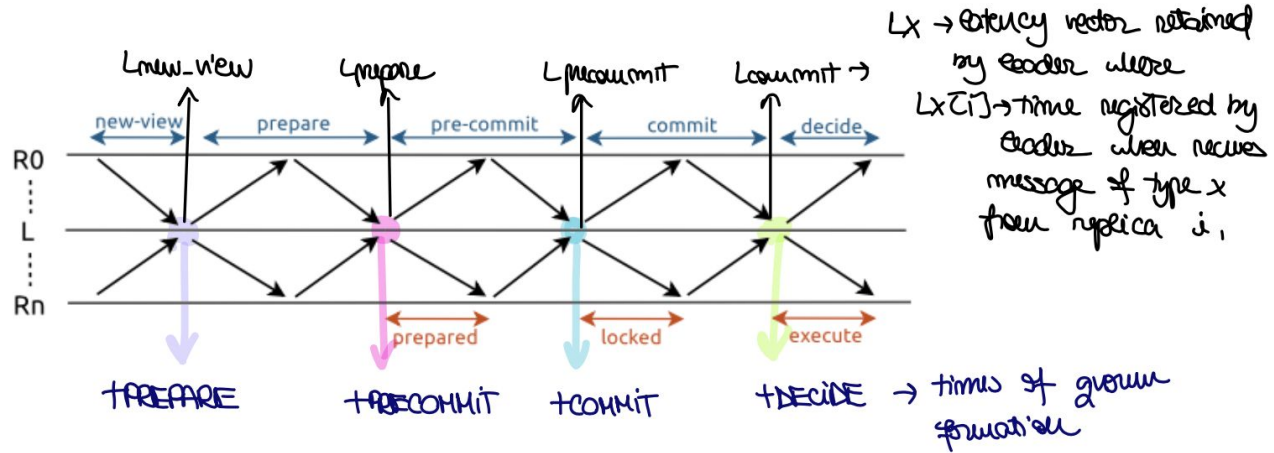 Lx → latency vector retained
by leader where
Lx[i] → time registered by
leader when receives
message of type x
from replica i,
Lnew_view
Lprepare
Lprecommit
Lcommit →
new-view
prepare
pre-commit
commit
decide
R0
L
Rn
prepared
locked
execute
tPREPARE
tPRECOMMIT
tCOMMIT
tDECIDE → times of quorum
formation